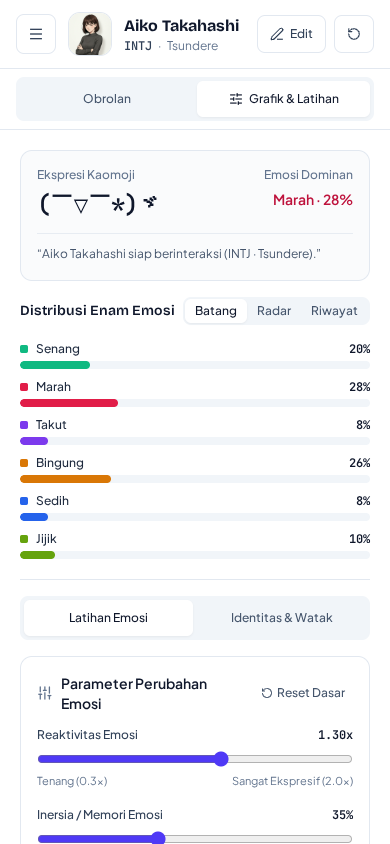 Aiko Takahashi
INTJ · Tsundere
Edit
Obrolan
Grafik & Latihan
Ekspresi Kaomoji
Emosi Dominan
(￣▽￣*)ゞ
Marah · 28%
“Aiko Takahashi siap berinteraksi (INTJ · Tsundere).”
Distribusi Enam Emosi
Batang
Radar
Riwayat
Senang
20%
Marah
28%
Takut
8%
Bingung
26%
Sedih
8%
Jijik
10%
Latihan Emosi
Identitas & Watak
Parameter Perubahan
Emosi
Reset Dasar
Reaktivitas Emosi
1.30x
Tenang (0.3x)
Sangat Ekspresif (2.0x)
Inersia / Memori Emosi
35%